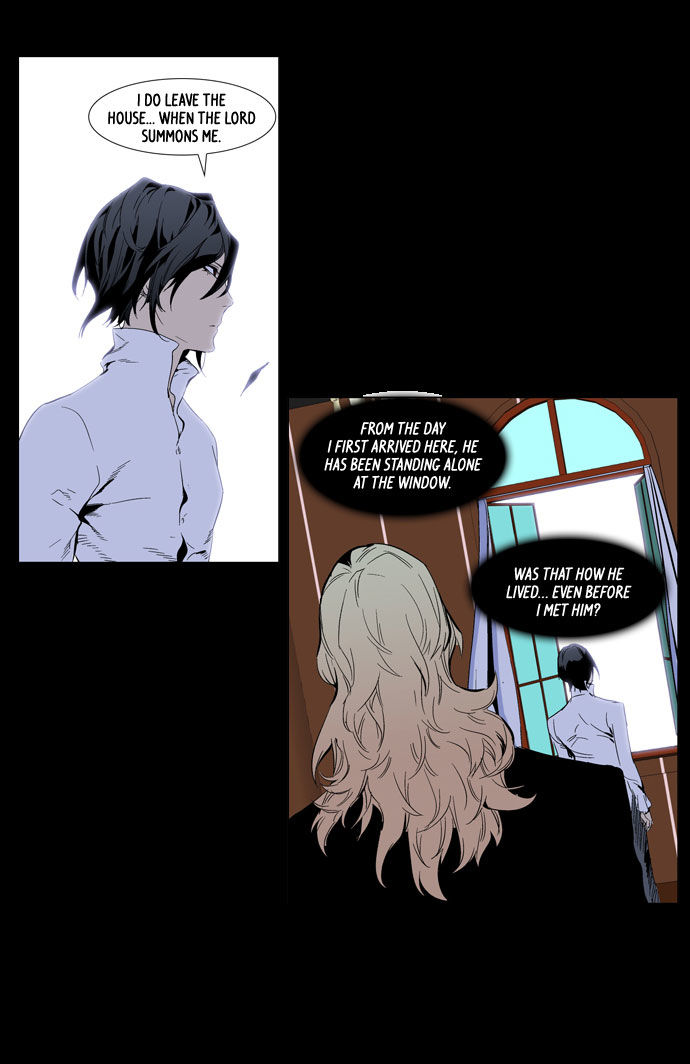 I DO LEAVE THE
HOUSE... WHEN THE LORD
SUMMONS ME.
FROM THE DAY
I FIRST ARRIVED HERE, HE
HAS BEEN STANDING ALONE
AT THE WINDOW.
WAS THAT HOW HE
LIVED... EVEN BEFORE
I MET HIM?